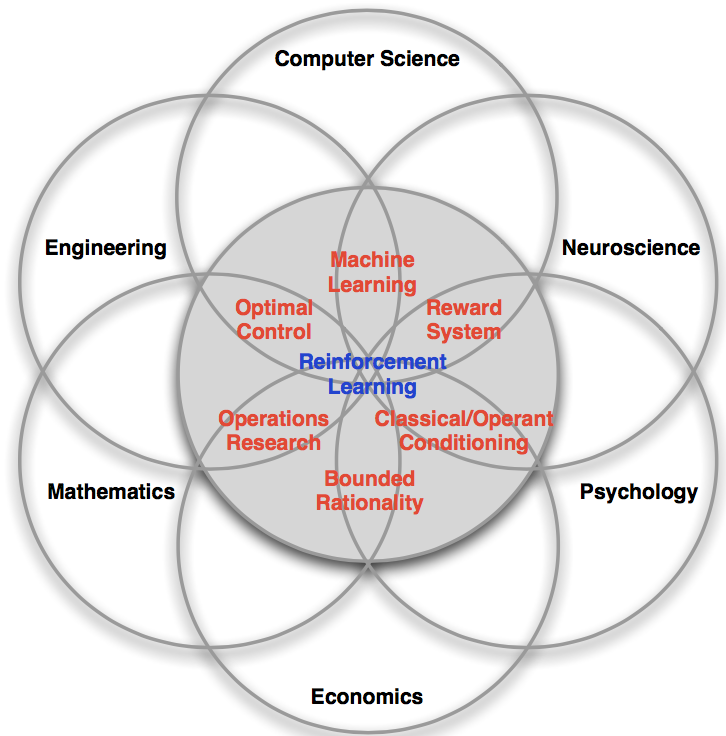 Computer Science
Engineering
Neuroscience
Machine
Learning
Optimal
Control
Reward
System
Reinforcement
Learning
Operations
Research
Classical/Operant
Conditioning
Bounded
Rationality
Mathematics
Psychology
Economics